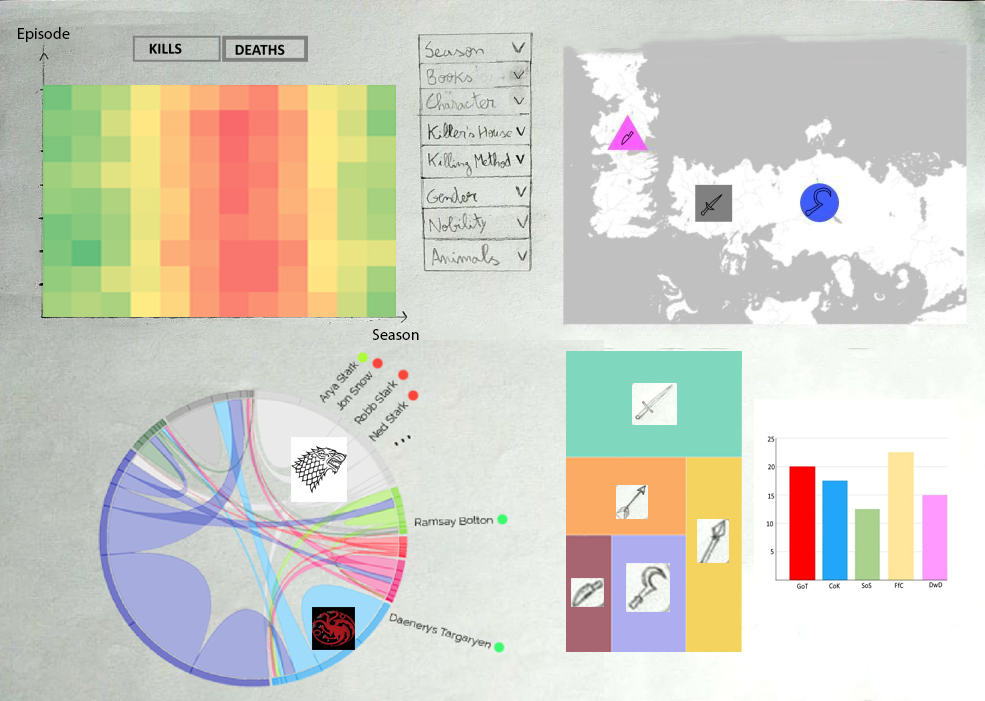 Episode
KILLS
DEATHS
Season
Books
Character
Killer's House
Killing Method
Gender
Nobility
Animals
Season
Arya Stark
Jon Snow
Robb Stark
Ned Stark
...
Ramsay Bolton
Daenerys Targaryen
25
20
15
10
5
GoT CoK SoS FfC DwD